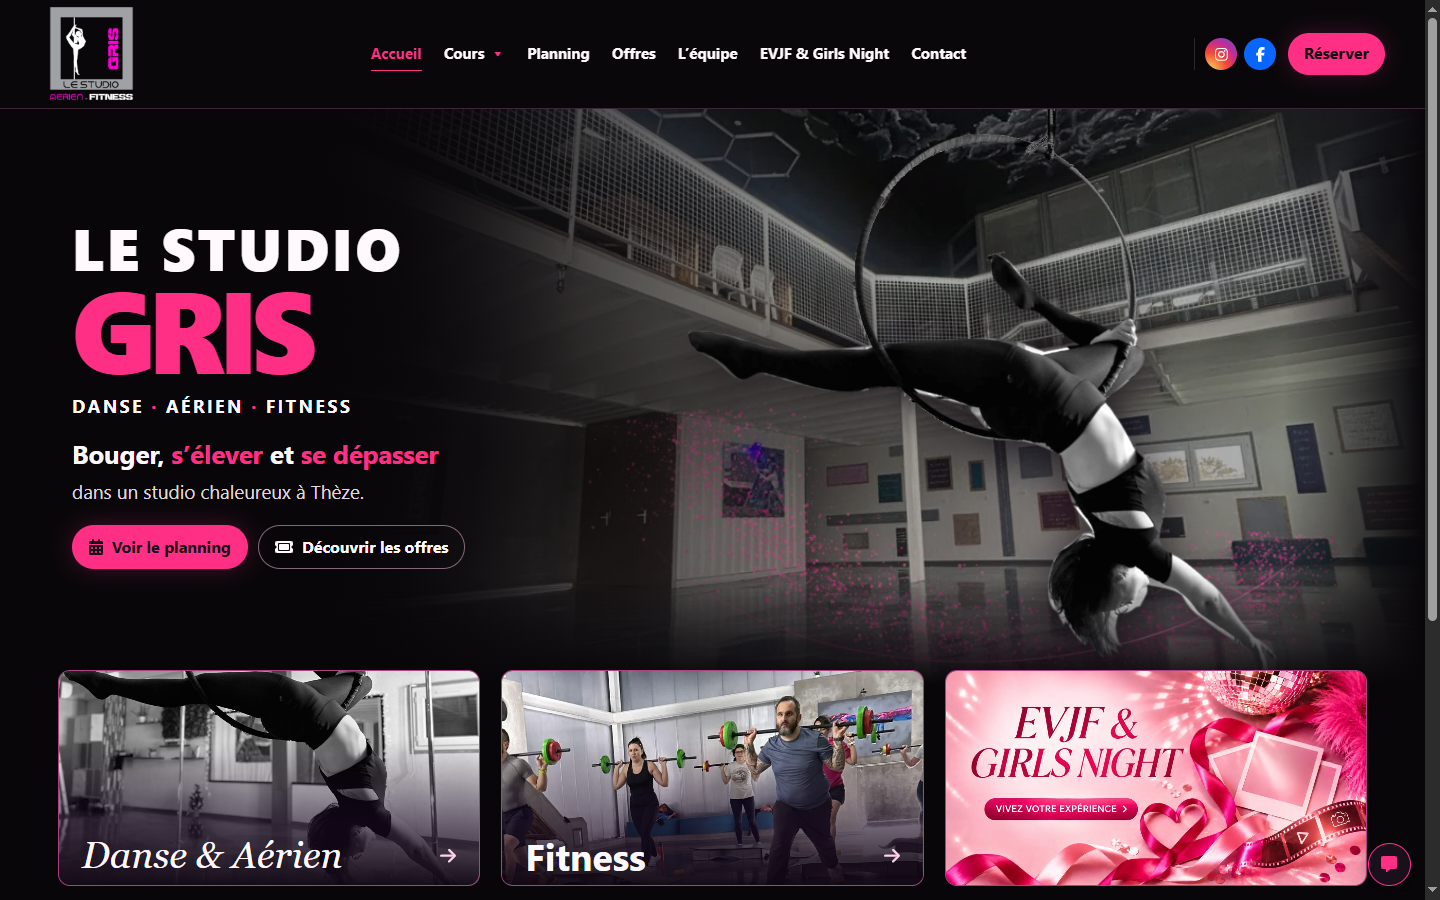 GRIS
LE STUDIO
AERIEN . FITNESS
Accueil
Cours
Planning
Offres
L’équipe
EVJF & Girls Night
Contact
Réserver
LE STUDIO
GRIS
DANSE · AÉRIEN · FITNESS
Bouger, s’élever et se dépasser
dans un studio chaleureux à Thèze.
Voir le planning
Découvrir les offres
Danse & Aérien
Fitness
EVJF &
GIRLS NIGHT
VIVEZ VOTRE EXPÉRIENCE